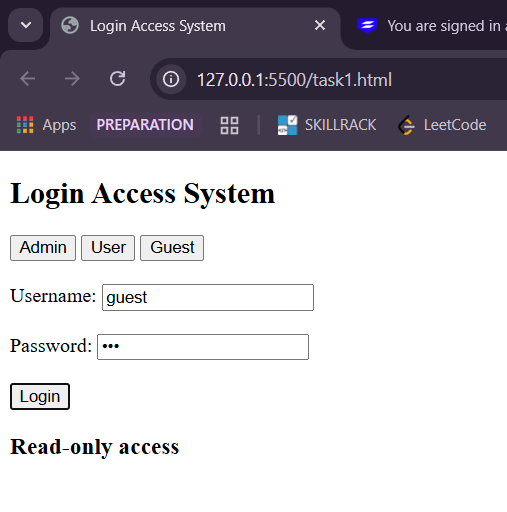 Login Access System
You are signed in a
127.0.0.1:5500/task1.html
Apps PREPARATION SKILLRACK LeetCode
Login Access System
Admin User Guest
Username: guest
Password: •••
Login
Read-only access